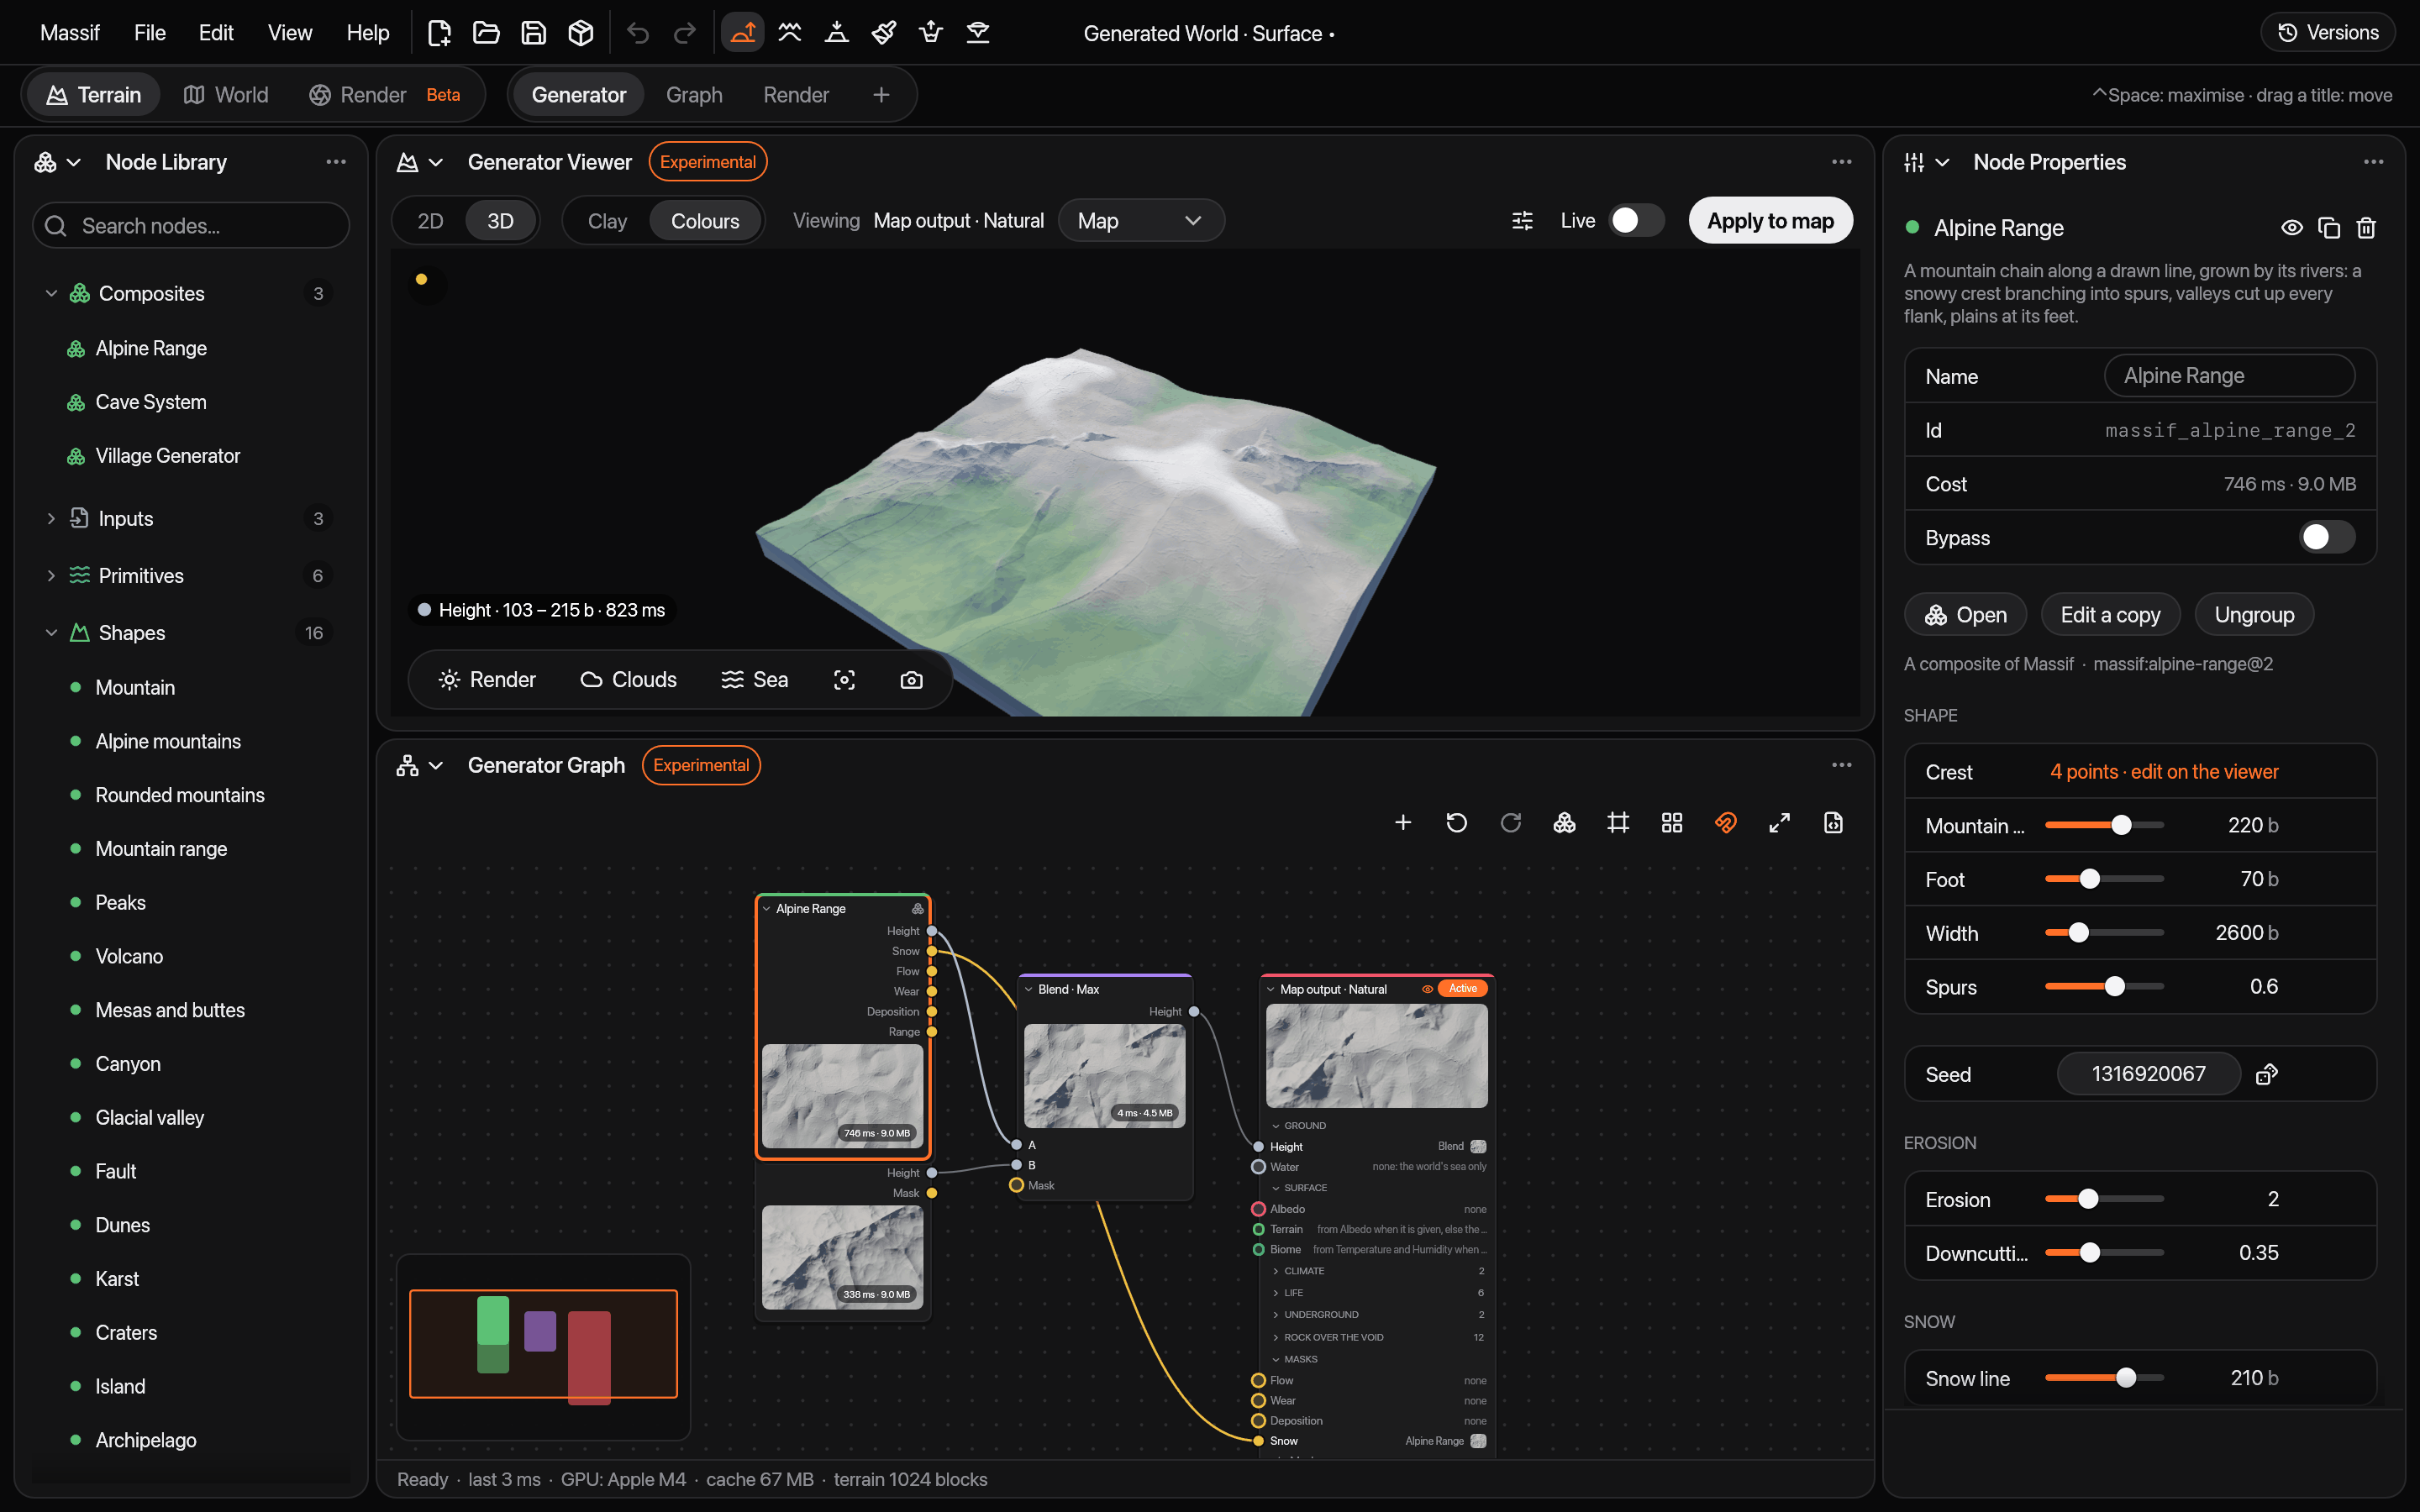 Massif File Edit View Help
Generated World · Surface •
Versions
Terrain World Render Beta
Generator Graph Render +
^Space: maximise · drag a title: move
Node Library
Search nodes...
Composites 3
Alpine Range
Cave System
Village Generator
Inputs 3
Primitives 6
Shapes 16
Mountain
Alpine mountains
Rounded mountains
Mountain range
Peaks
Volcano
Mesas and buttes
Canyon
Glacial valley
Fault
Dunes
Karst
Craters
Island
Archipelago
Generator Viewer Experimental
2D 3D Clay Colours Viewing Map output · Natural Map
Live Apply to map
Height · 103 – 215 b · 823 ms
Render Clouds Sea
Generator Graph Experimental
Alpine Range
Height
Snow
Flow
Wear
Deposition
Range
746 ms · 9.0 MB
Height
Mask
338 ms · 9.0 MB
Blend · Max
Height
4 ms · 4.5 MB
A
B
Mask
Map output · Natural Active
GROUND
Height Blend
Water none: the world's sea only
SURFACE
Albedo none
Terrain from Albedo when it is given, else the ...
Biome from Temperature and Humidity when ...
CLIMATE 2
LIFE 6
UNDERGROUND 2
ROCK OVER THE VOID 12
MASKS
Flow none
Wear none
Deposition none
Snow Alpine Range
Ready · last 3 ms · GPU: Apple M4 · cache 67 MB · terrain 1024 blocks
Node Properties
Alpine Range
A mountain chain along a drawn line, grown by its rivers: a
snowy crest branching into spurs, valleys cut up every
flank, plains at its feet.
Name Alpine Range
Id massif_alpine_range_2
Cost 746 ms · 9.0 MB
Bypass
Open Edit a copy Ungroup
A composite of Massif · massif:alpine-range@2
SHAPE
Crest 4 points · edit on the viewer
Mountain ... 220 b
Foot 70 b
Width 2600 b
Spurs 0.6
Seed 1316920067
EROSION
Erosion 2
Downcutti... 0.35
SNOW
Snow line 210 b